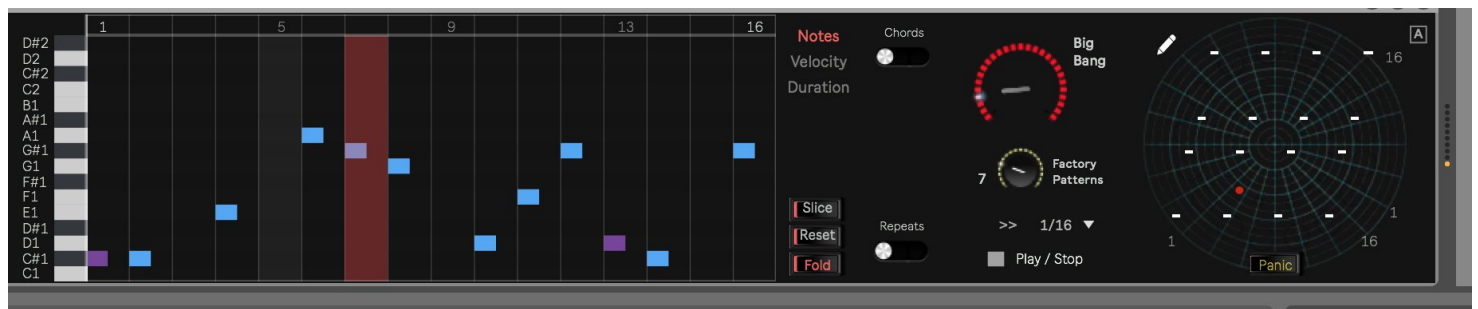 1 5 9 13 16
D#2
D2
C#2
C2
B1
A#1
A1
G#1
G1
F#1
F1
E1
D#1
D1
C#1
C1
Notes
Velocity
Duration
Slice
Reset
Fold
Chords
Repeats
Big
Bang
7
Factory
Patterns
>> 1/16
Play / Stop
A
16
1
1
16
Panic